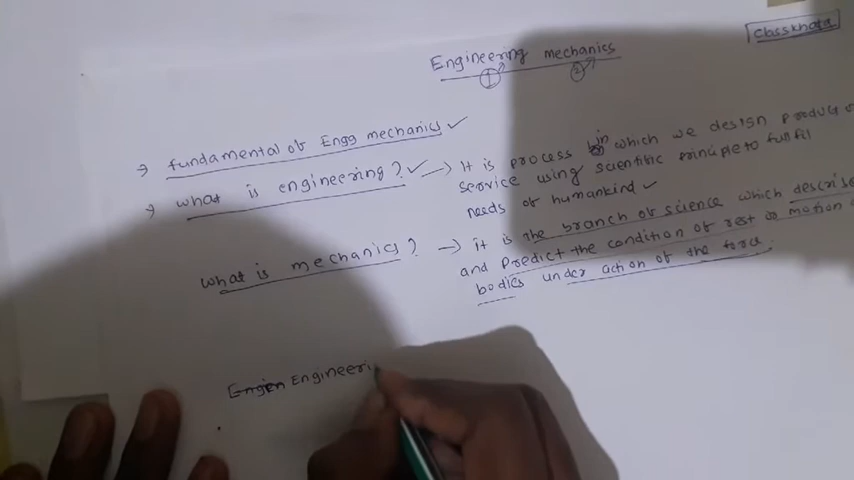 Classkhata
Engineering mechanics
1 2
→ fundamental of Engg mechanics ✓
→ what is engineering? ✓ → It is process in which we design product or
service using scientific principle to fulfil
needs of humankind ✓
what is mechanics? → it is the branch of science which describe
and predict the condition of rest or motion of
bodies under action of the force.
Engineeri